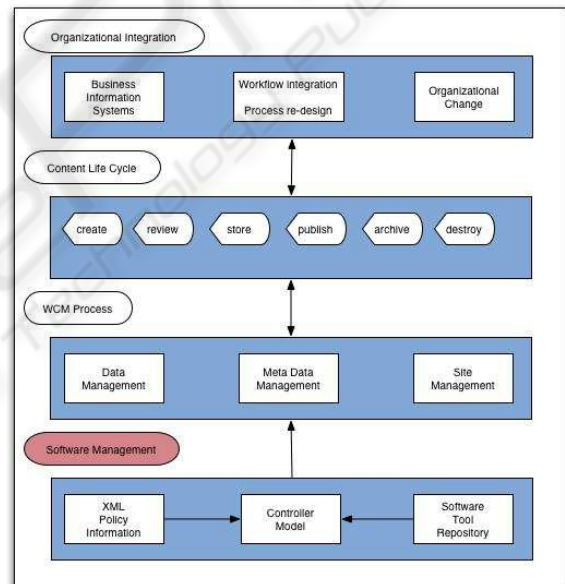 Organizational Integration
Business
Information
Systems
Workflow integration
Process re-design
Organizational
Change
Content Life Cycle
create
review
store
publish
archive
destroy
WCM Process
Data
Management
Meta Data
Management
Site
Management
Software Management
XML
Policy
Information
Controller
Model
Software
Tool
Repository
Technology